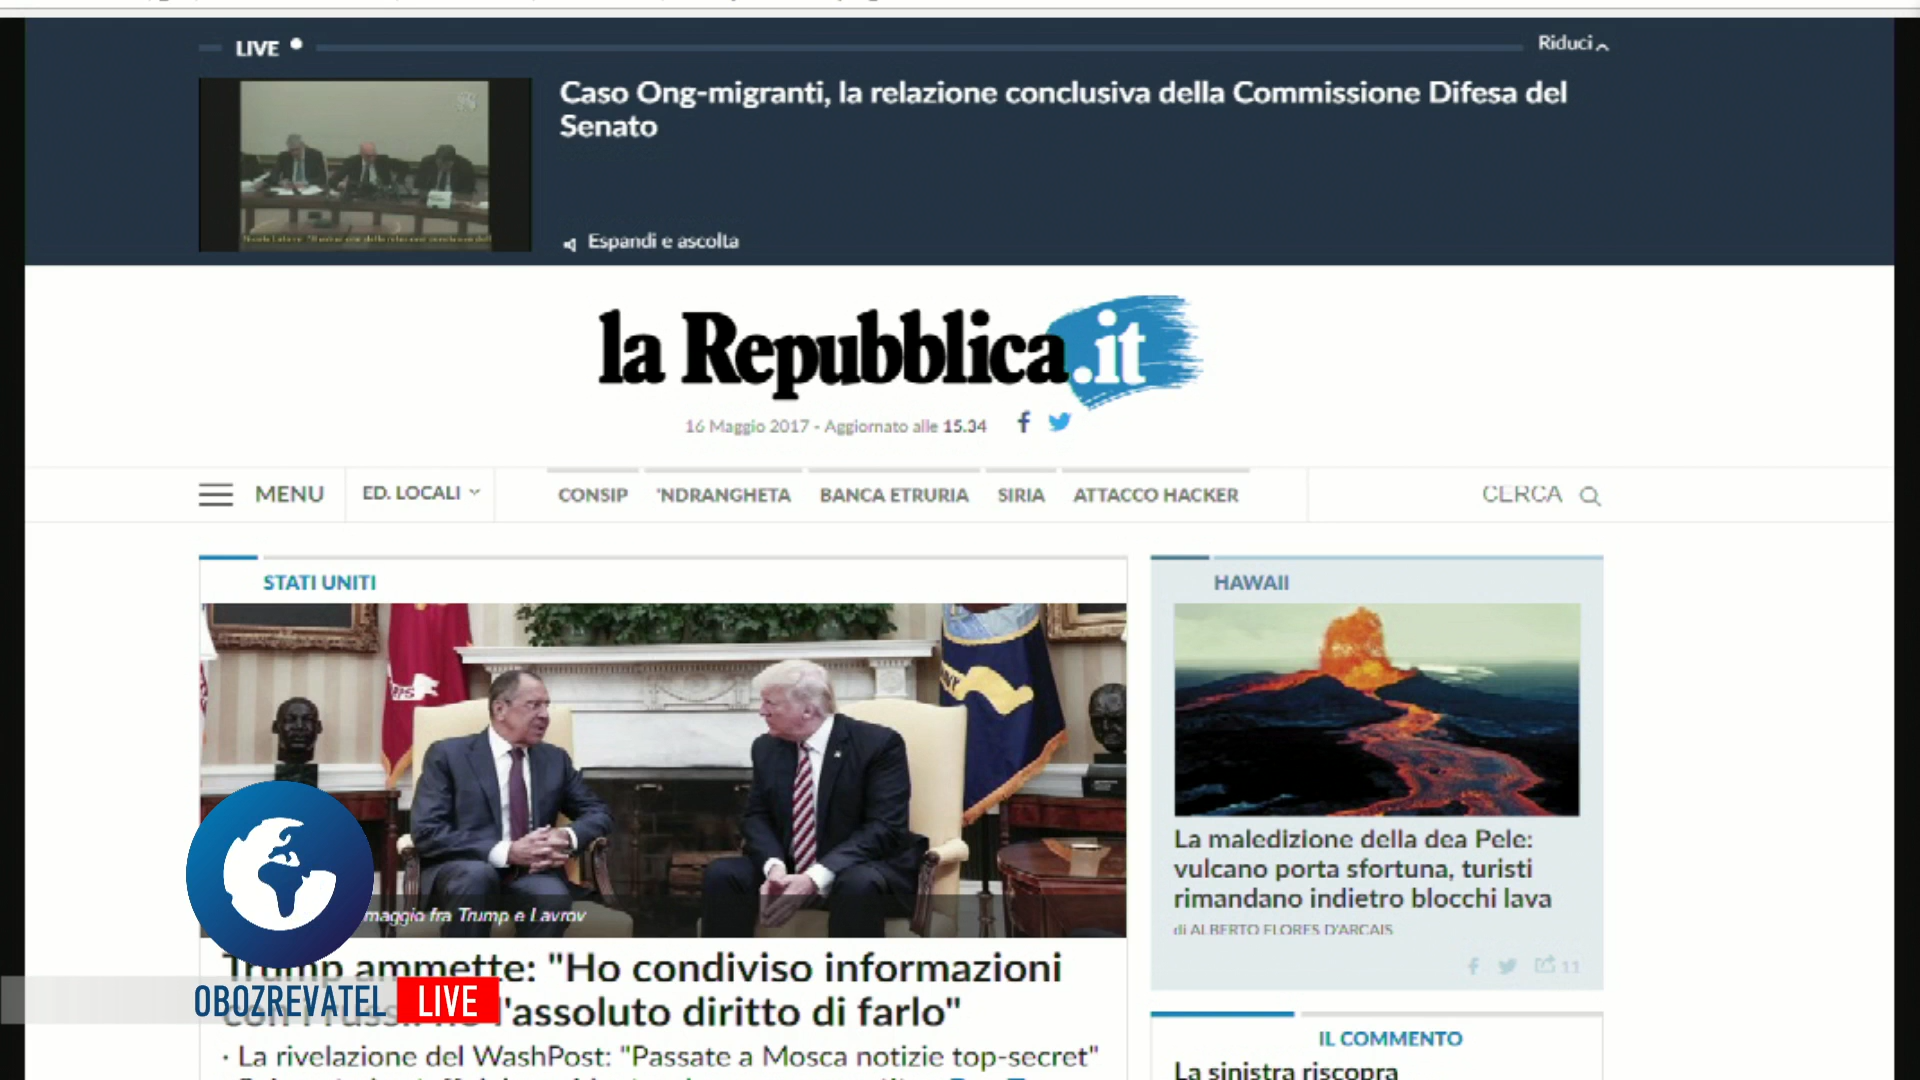 LIVE
Riduci
Caso Ong-migranti, la relazione conclusiva della Commissione Difesa del
Senato
Espandi e ascolta
la Repubblica.it
16 Maggio 2017 - Aggiornato alle 15.34
MENU
ED. LOCALI
CONSIP
'NDRANGHETA
BANCA ETRURIA
SIRIA
ATTACCO HACKER
CERCA
STATI UNITI
maggio fra Trump e Lavrov
Trump ammette: "Ho condiviso informazioni
l'assoluto diritto di farlo"
· La rivelazione del WashPost: "Passate a Mosca notizie top-secret"
HAWAII
La maledizione della dea Pele:
vulcano porta sfortuna, turisti
rimandano indietro blocchi lava
di ALBERTO FLORES D'ARCAIS
11
IL COMMENTO
La sinistra riscopra
OBOZREVATEL LIVE